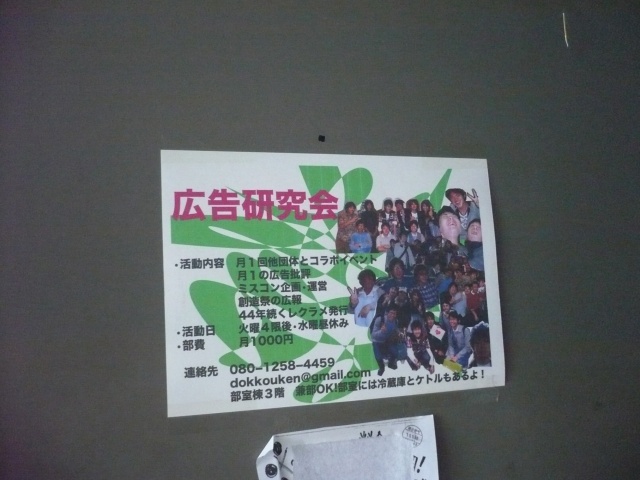 広告研究会
・活動内容 月1回他団体とコラボイベント
月1の広告批評
ミスコン企画・運営
創造祭の広報
44年続くレクラメ発行
・活動日 火曜4限後・水曜昼休み
・部費 月1000円
連絡先 080-1258-4459
dokkouken@gmail.com
部室棟3階 兼部OK!部室には冷蔵庫とケトルもあるよ!